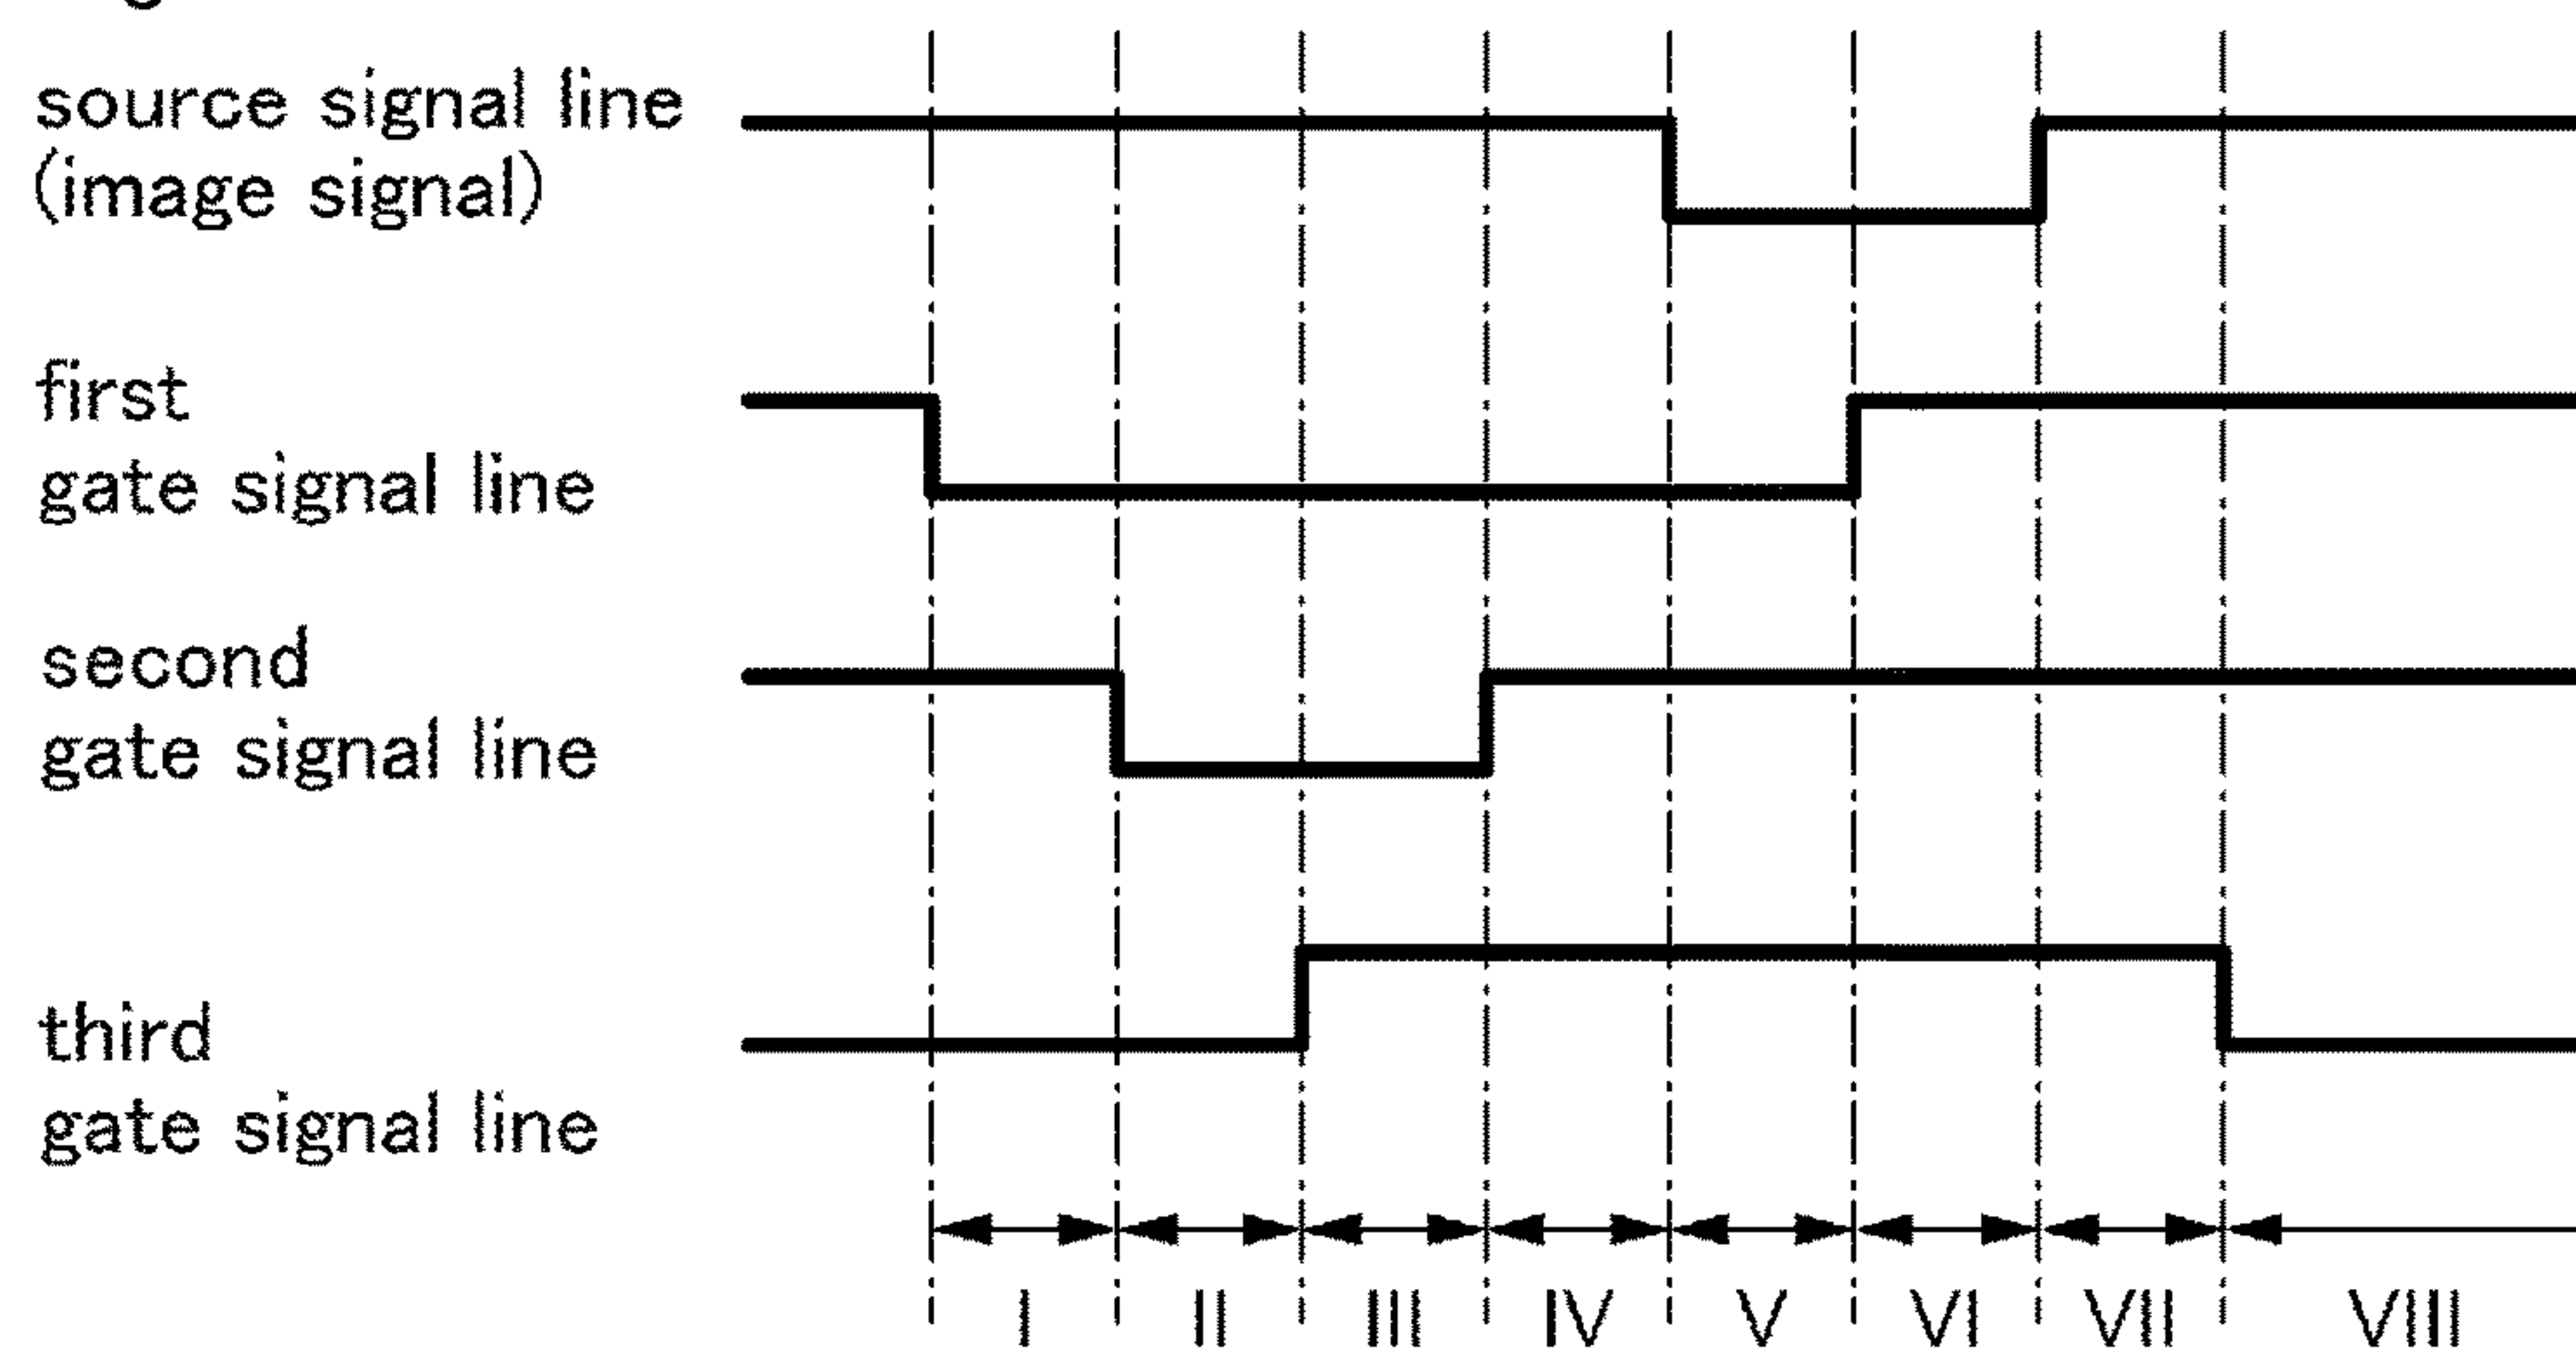 source signal line
(image signal)
first
gate signal line
second
gate signal line
third
gate signal line
I II III IV V VI VII VIII